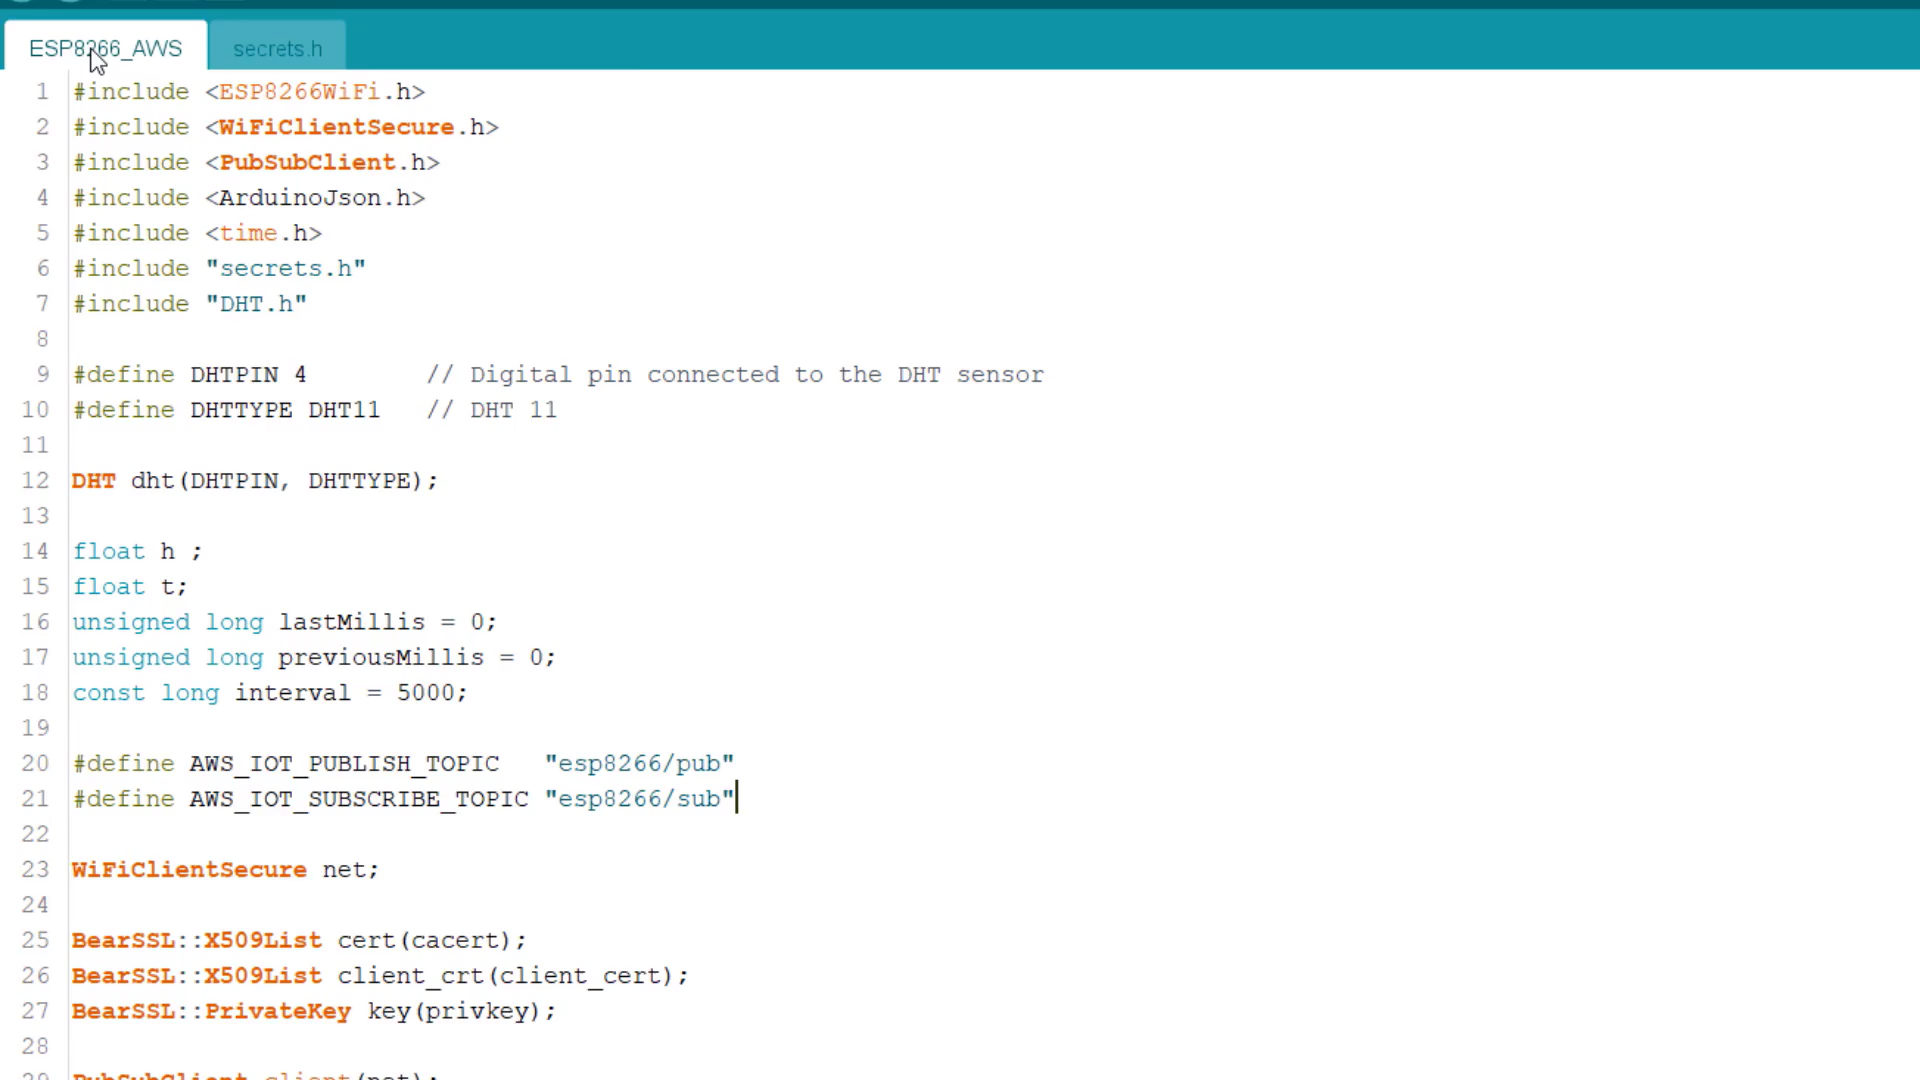 ESP8266_AWS secrets.h
1 #include <ESP8266WiFi.h>
2 #include <WiFiClientSecure.h>
3 #include <PubSubClient.h>
4 #include <ArduinoJson.h>
5 #include <time.h>
6 #include "secrets.h"
7 #include "DHT.h"
8
9 #define DHTPIN 4        // Digital pin connected to the DHT sensor
10 #define DHTTYPE DHT11   // DHT 11
11
12 DHT dht(DHTPIN, DHTTYPE);
13
14 float h ;
15 float t;
16 unsigned long lastMillis = 0;
17 unsigned long previousMillis = 0;
18 const long interval = 5000;
19
20 #define AWS_IOT_PUBLISH_TOPIC   "esp8266/pub"
21 #define AWS_IOT_SUBSCRIBE_TOPIC "esp8266/sub"
22
23 WiFiClientSecure net;
24
25 BearSSL::X509List cert(cacert);
26 BearSSL::X509List client_crt(client_cert);
27 BearSSL::PrivateKey key(privkey);
28
29 PubSubClient client(net);